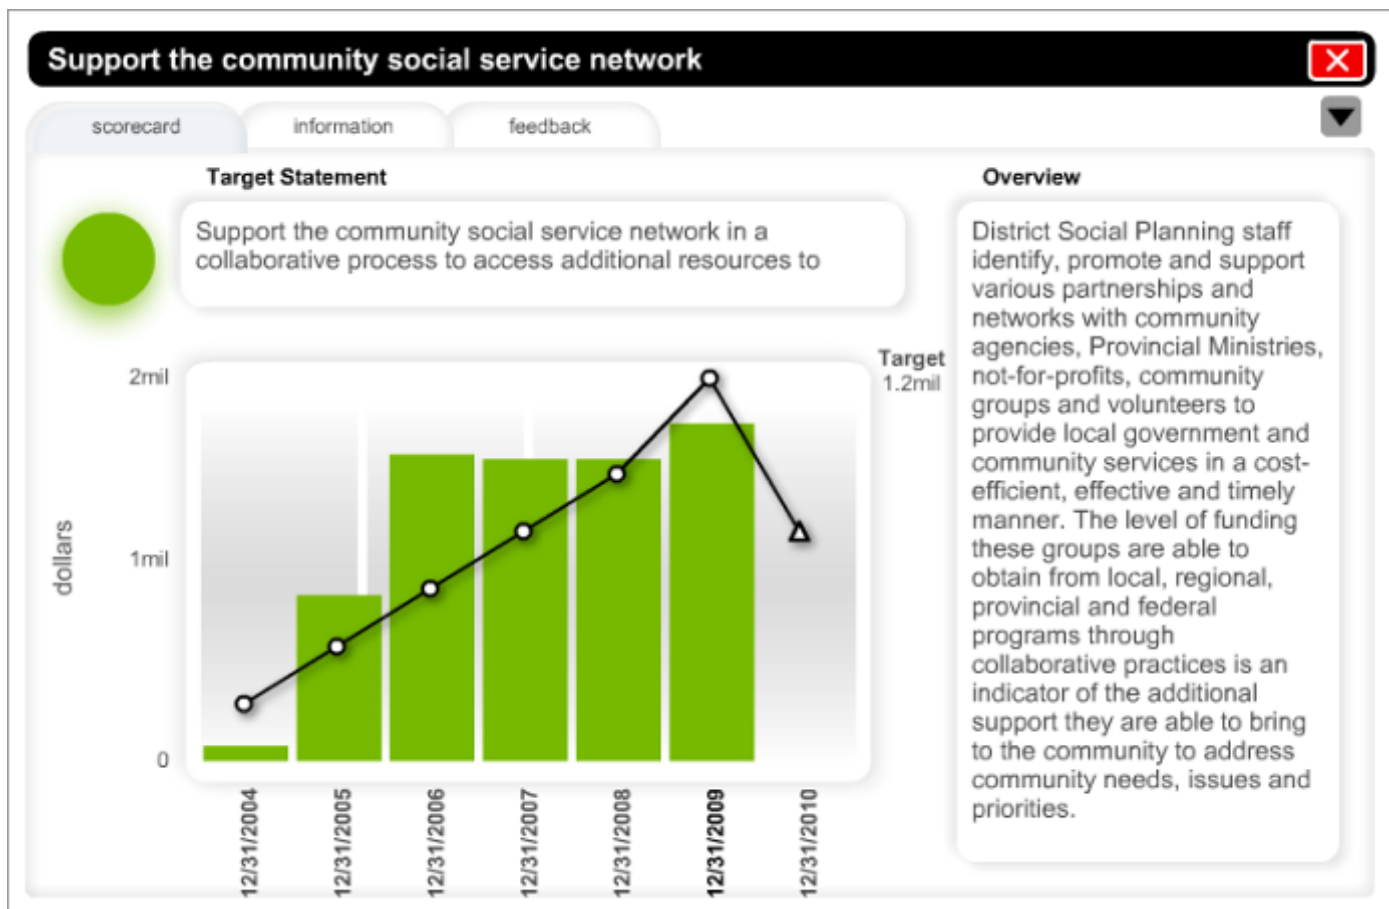 Support the community social service network
scorecard
information
feedback
Target Statement
Support the community social service network in a
collaborative process to access additional resources to
Overview
District Social Planning staff
identify, promote and support
various partnerships and
networks with community
agencies, Provincial Ministries,
not-for-profits, community
groups and volunteers to
provide local government and
community services in a cost-
efficient, effective and timely
manner. The level of funding
these groups are able to
obtain from local, regional,
provincial and federal
programs through
collaborative practices is an
indicator of the additional
support they are able to bring
to the community to address
community needs, issues and
priorities.
Target
1.2mil
2mil
1mil
0
dollars
12/31/2004
12/31/2005
12/31/2006
12/31/2007
12/31/2008
12/31/2009
12/31/2010